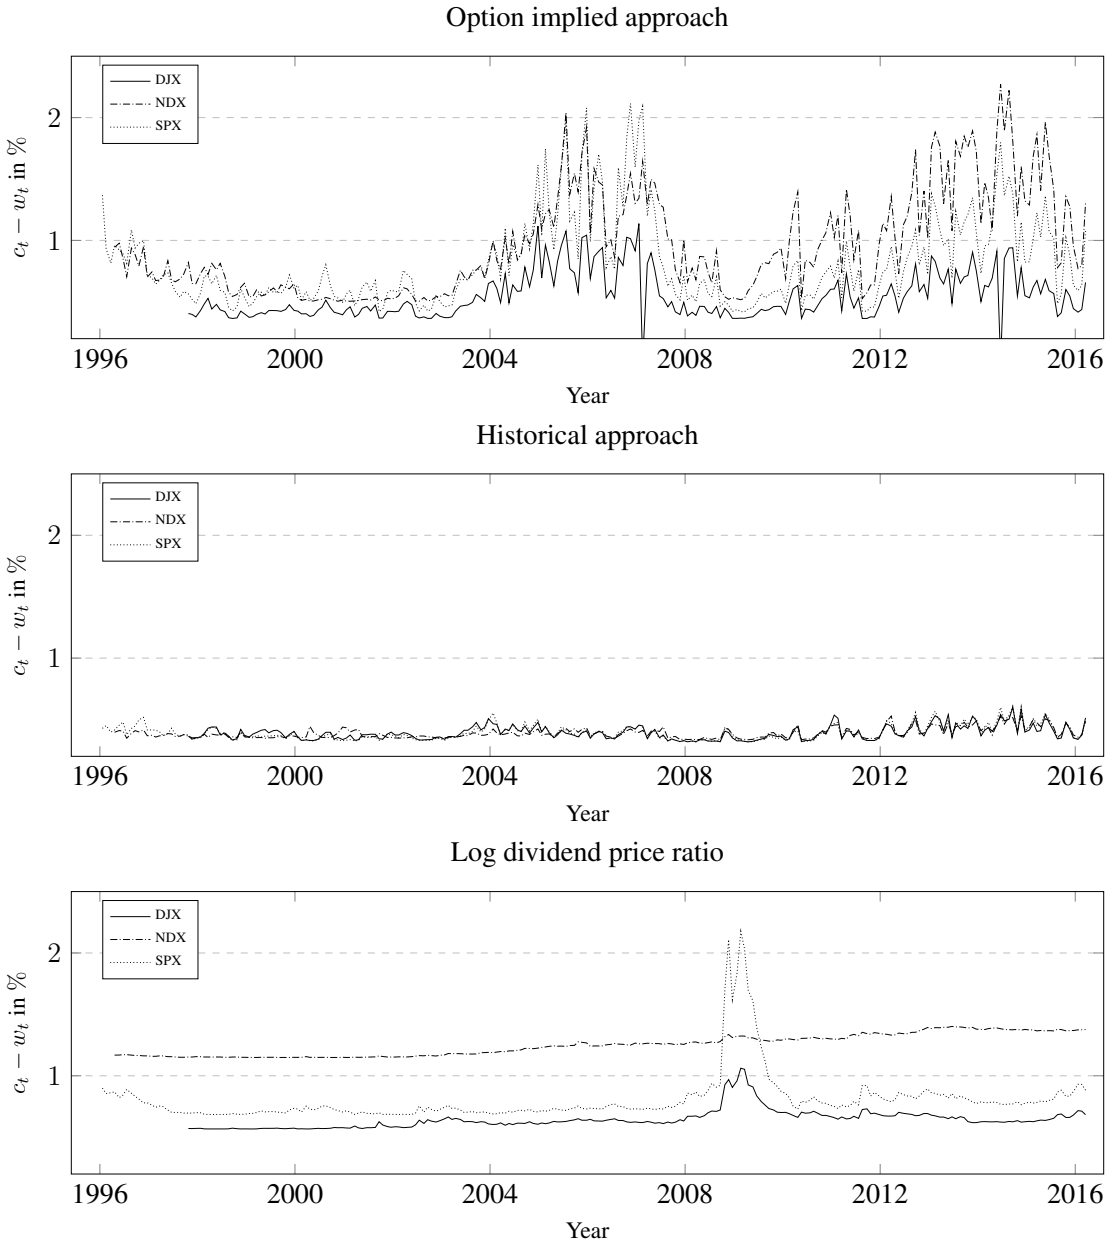 Option implied approach
DJX
NDX
SPX
2
1
c_t − w_t in %
1996 2000 2004 2008 2012 2016
Year
Historical approach
DJX
NDX
SPX
2
1
c_t − w_t in %
1996 2000 2004 2008 2012 2016
Year
Log dividend price ratio
DJX
NDX
SPX
2
1
c_t − w_t in %
1996 2000 2004 2008 2012 2016
Year